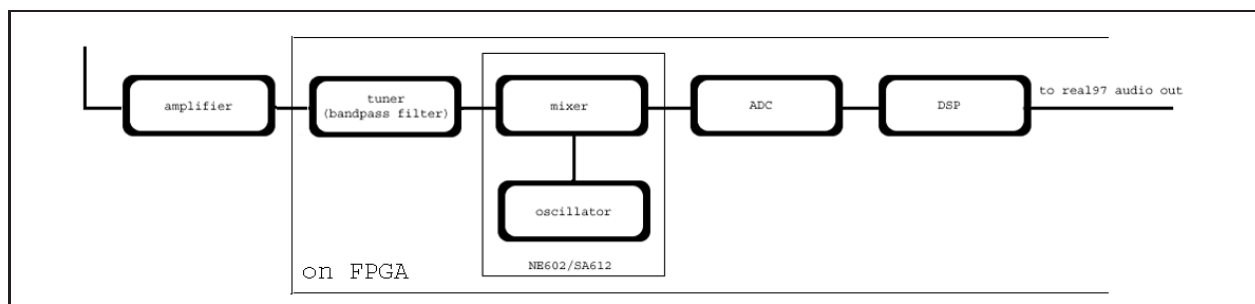 amplifier
tuner
(bandpass filter)
mixer
ADC
DSP
to real97 audio out
oscillator
NE602/SA612
on FPGA